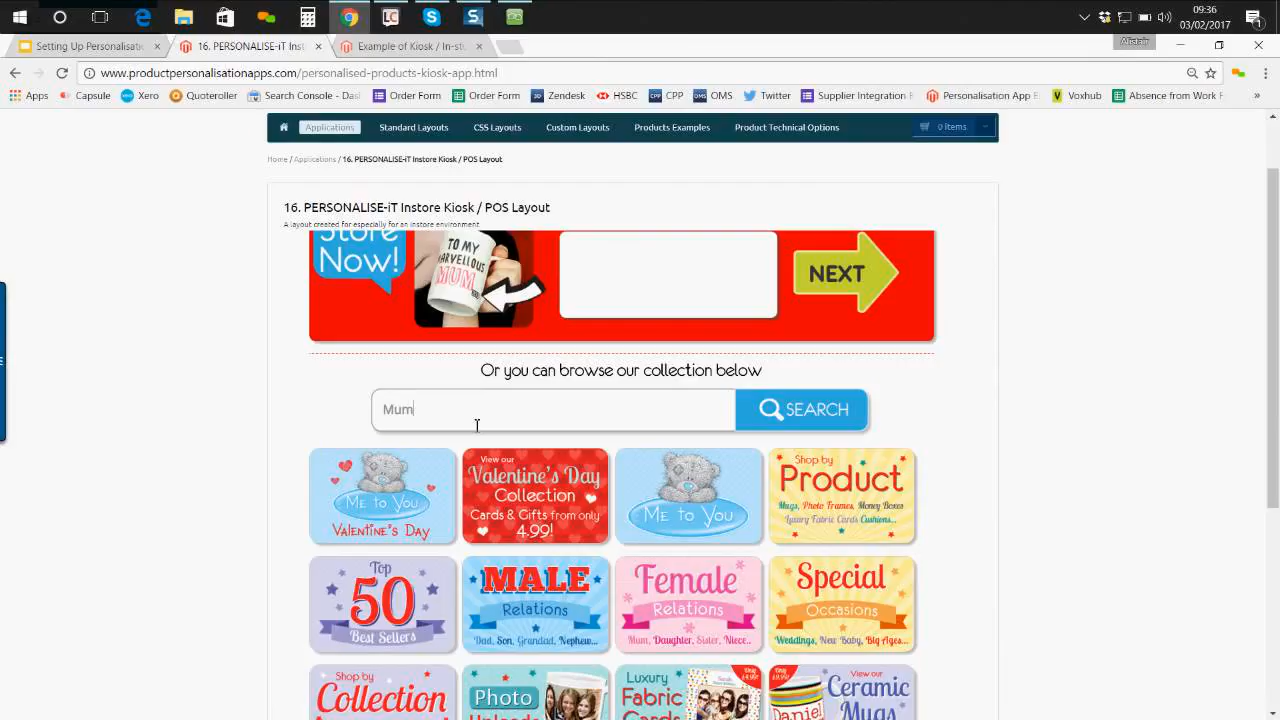 09:36
03/02/2017
Setting Up Personalisatio
16. PERSONALISE-iT Inst
Example of Kiosk / In-st
Alistair
www.productpersonalisationapps.com/personalised-products-kiosk-app.html
Apps Capsule Xero Quoteroller Search Console - Dasl Order Form Order Form Zendesk HSBC CPP OMS Twitter Supplier Integration Personalisation App E Voxhub Absence from Work F
Applications Standard Layouts CSS Layouts Custom Layouts Products Examples Product Technical Options 0 Items
Home / Applications / 16. PERSONALISE-iT Instore Kiosk / POS Layout
16. PERSONALISE-iT Instore Kiosk / POS Layout
A layout created for especially for an instore environment
Store
Now!
TO MY
MARVELLOUS
MUM
NEXT
Or you can browse our collection below
Mum
SEARCH
ME TO YOU
VALENTINE'S DAY
View our
Valentine's Day
Collection
Cards & Gifts from only
4.99!
ME TO YOU
Shop by
Product
Mugs, Photo Frames, Money Boxes
Luxury Fabric Cards Cushions..
Top
50
Best Sellers
MALE
Relations
Dad, Son, Grandad, Nephew...
Female
Relations
Mum, Daughter, Sister, Niece..
Special
Occasions
Weddings, New Baby, Big Ages...
Shop by
Collection
Photo
Uploads
Luxury
Fabric
Cards
Only
£4.99!
Only
£9.99!
Daniel
View our
Ceramic
Mugs